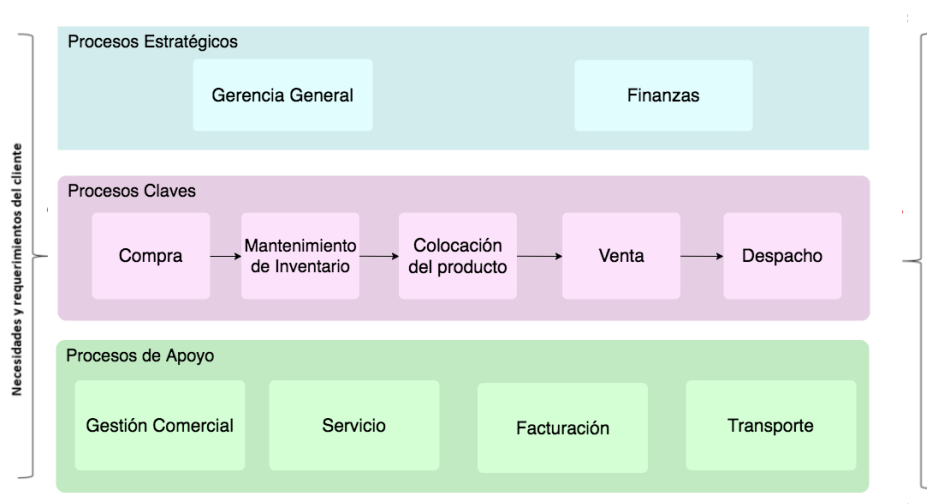 Procesos Estratégicos
Gerencia General
Finanzas
Necesidades y requerimientos del cliente
Procesos Claves
Compra
Mantenimiento
de Inventario
Colocación
del producto
Venta
Despacho
Procesos de Apoyo
Gestión Comercial
Servicio
Facturación
Transporte